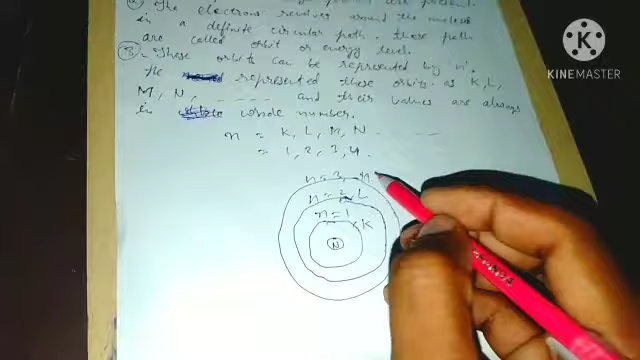 The electrons revolves around the nucleus
in a definite circular path. These path
are called orbit or energy level.
3. These orbits can be represented by 'n'.
He represented these orbits as K, L,
M, N, ---- and their values are always
in whole number.
n = K, L, M, N - - - -
= 1, 2, 3, 4.
n = 3, M
n = 2, L
n = 1
K
N
K
KINEMASTER